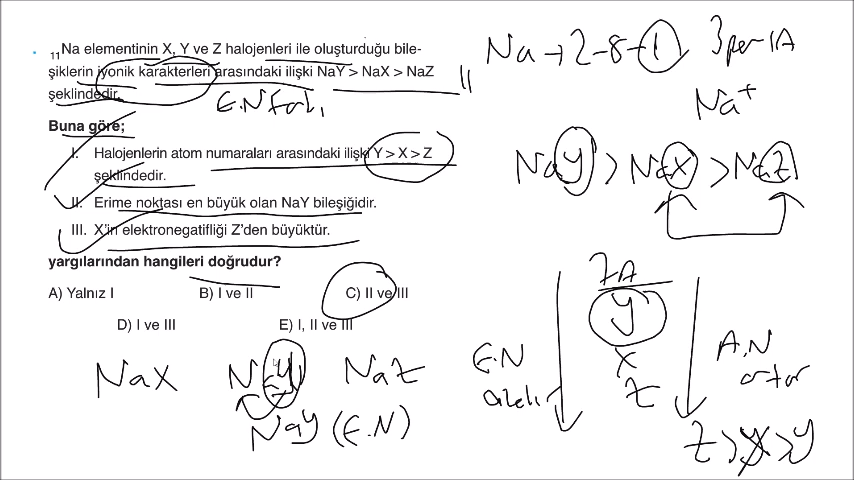 ₁₁Na elementinin X, Y ve Z halojenleri ile oluşturduğu bile-
şiklerin iyonik karakterleri arasındaki ilişki NaY > NaX > NaZ
şeklindedir.
E.N farkı
Buna göre;
I. Halojenlerin atom numaraları arasındaki ilişki Y > X > Z
şeklindedir.
II. Erime noktası en büyük olan NaY bileşiğidir.
III. X'in elektronegatifliği Z'den büyüktür.
yargılarından hangileri doğrudur?
A) Yalnız I B) I ve II C) II ve III
D) I ve III E) I, II ve III
NaX NaY NaZ
NaY (E.N)
Na → 2-8-1 3per-1A
Na⁺
NaY > NaX > NaZ
7A
Y
X
Z
E.N
azalır
A.N
artar
Z > X > Y